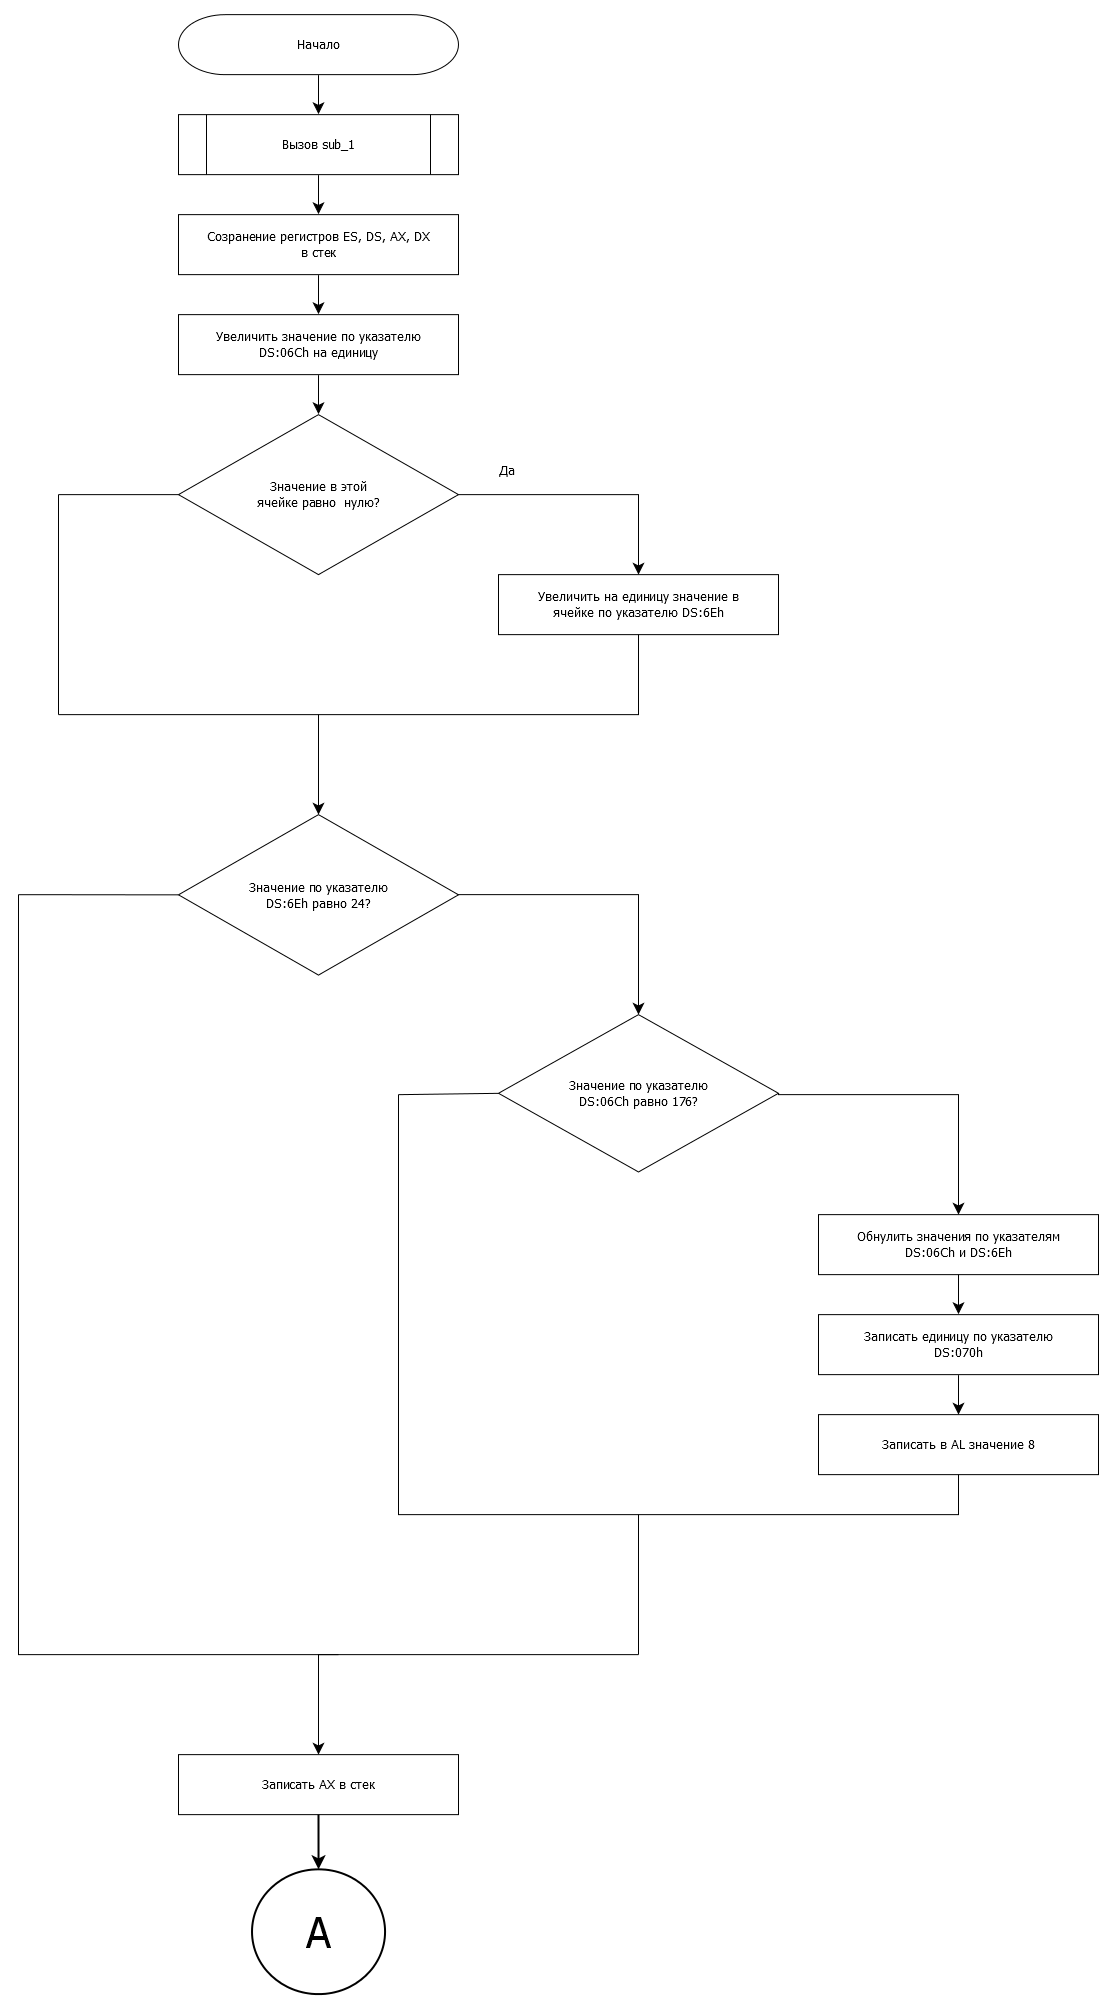 Начало
Вызов sub_1
Созранение регистров ES, DS, AX, DX
в стек
Увеличить значение по указателю
DS:06Ch на единицу
Значение в этой
ячейке равно нулю?
Да
Увеличить на единицу значение в
ячейке по указателю DS:6Eh
Значение по указателю
DS:6Eh равно 24?
Значение по указателю
DS:06Ch равно 176?
Обнулить значения по указателям
DS:06Ch и DS:6Eh
Записать единицу по указателю
DS:070h
Записать в AL значение 8
Записать AX в стек
А